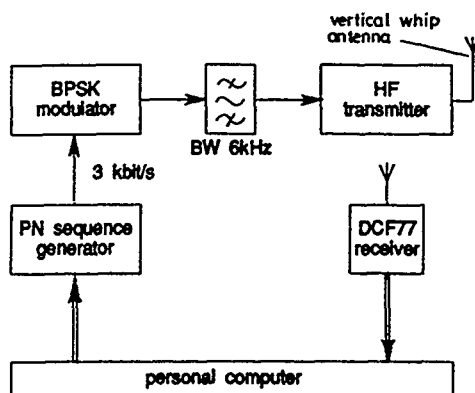 vertical whip
antenna
BPSK
modulator
BW 6kHz
HF
transmitter
3 kbit/s
PN sequence
generator
DCF77
receiver
personal computer